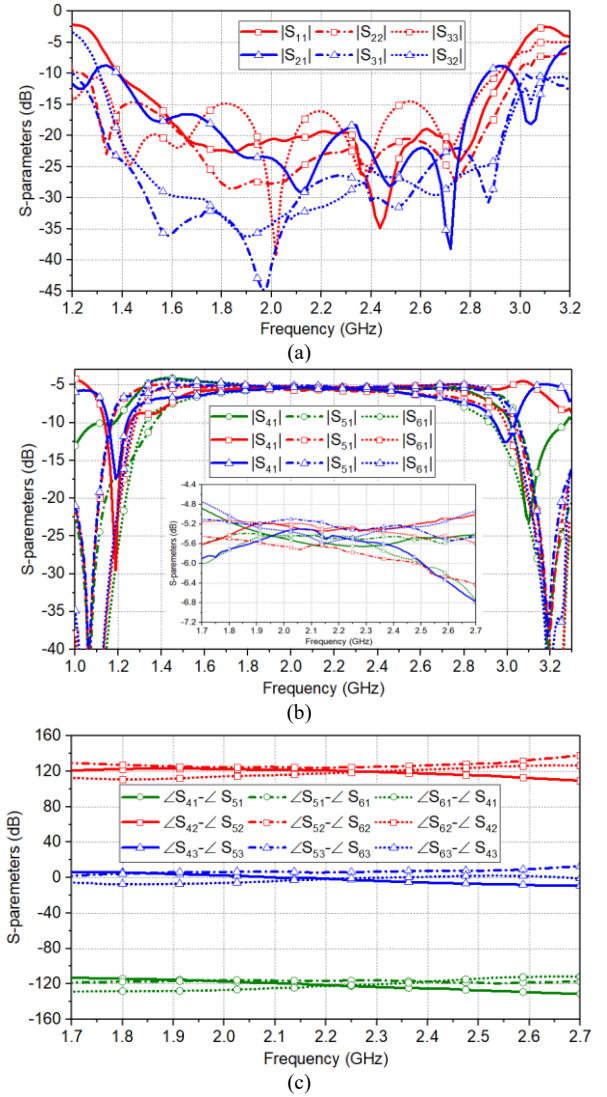 0
-5
-10
-15
-20
-25
-30
-35
-40
-45
S-parameters (dB)
|S11| |S22| |S33|
|S21| |S31| |S32|
1.2 1.4 1.6 1.8 2.0 2.2 2.4 2.6 2.8 3.0 3.2
Frequency (GHz)
(a)
-5
-10
-15
-20
-25
-30
-35
-40
S-paremeters (dB)
|S41| |S51| |S61|
|S41| |S51| |S61|
|S41| |S51| |S61|
-4.4
-4.8
-5.2
-5.6
-6.0
-6.4
-6.8
-7.2
S-paremeters (dB)
1.7 1.8 1.9 2.0 2.1 2.2 2.3 2.4 2.5 2.6 2.7
Frequency (GHz)
1.0 1.2 1.4 1.6 1.8 2.0 2.2 2.4 2.6 2.8 3.0 3.2
Frequency (GHz)
(b)
160
120
80
40
0
-40
-80
-120
-160
S-paremeters (dB)
∠S41-∠ S51 ∠S51-∠ S61 ∠S61-∠ S41
∠S42-∠ S52 ∠S52-∠ S62 ∠S62-∠ S42
∠S43-∠ S53 ∠S53-∠ S63 ∠S63-∠ S43
1.7 1.8 1.9 2.0 2.1 2.2 2.3 2.4 2.5 2.6 2.7
Frequency (GHz)
(c)